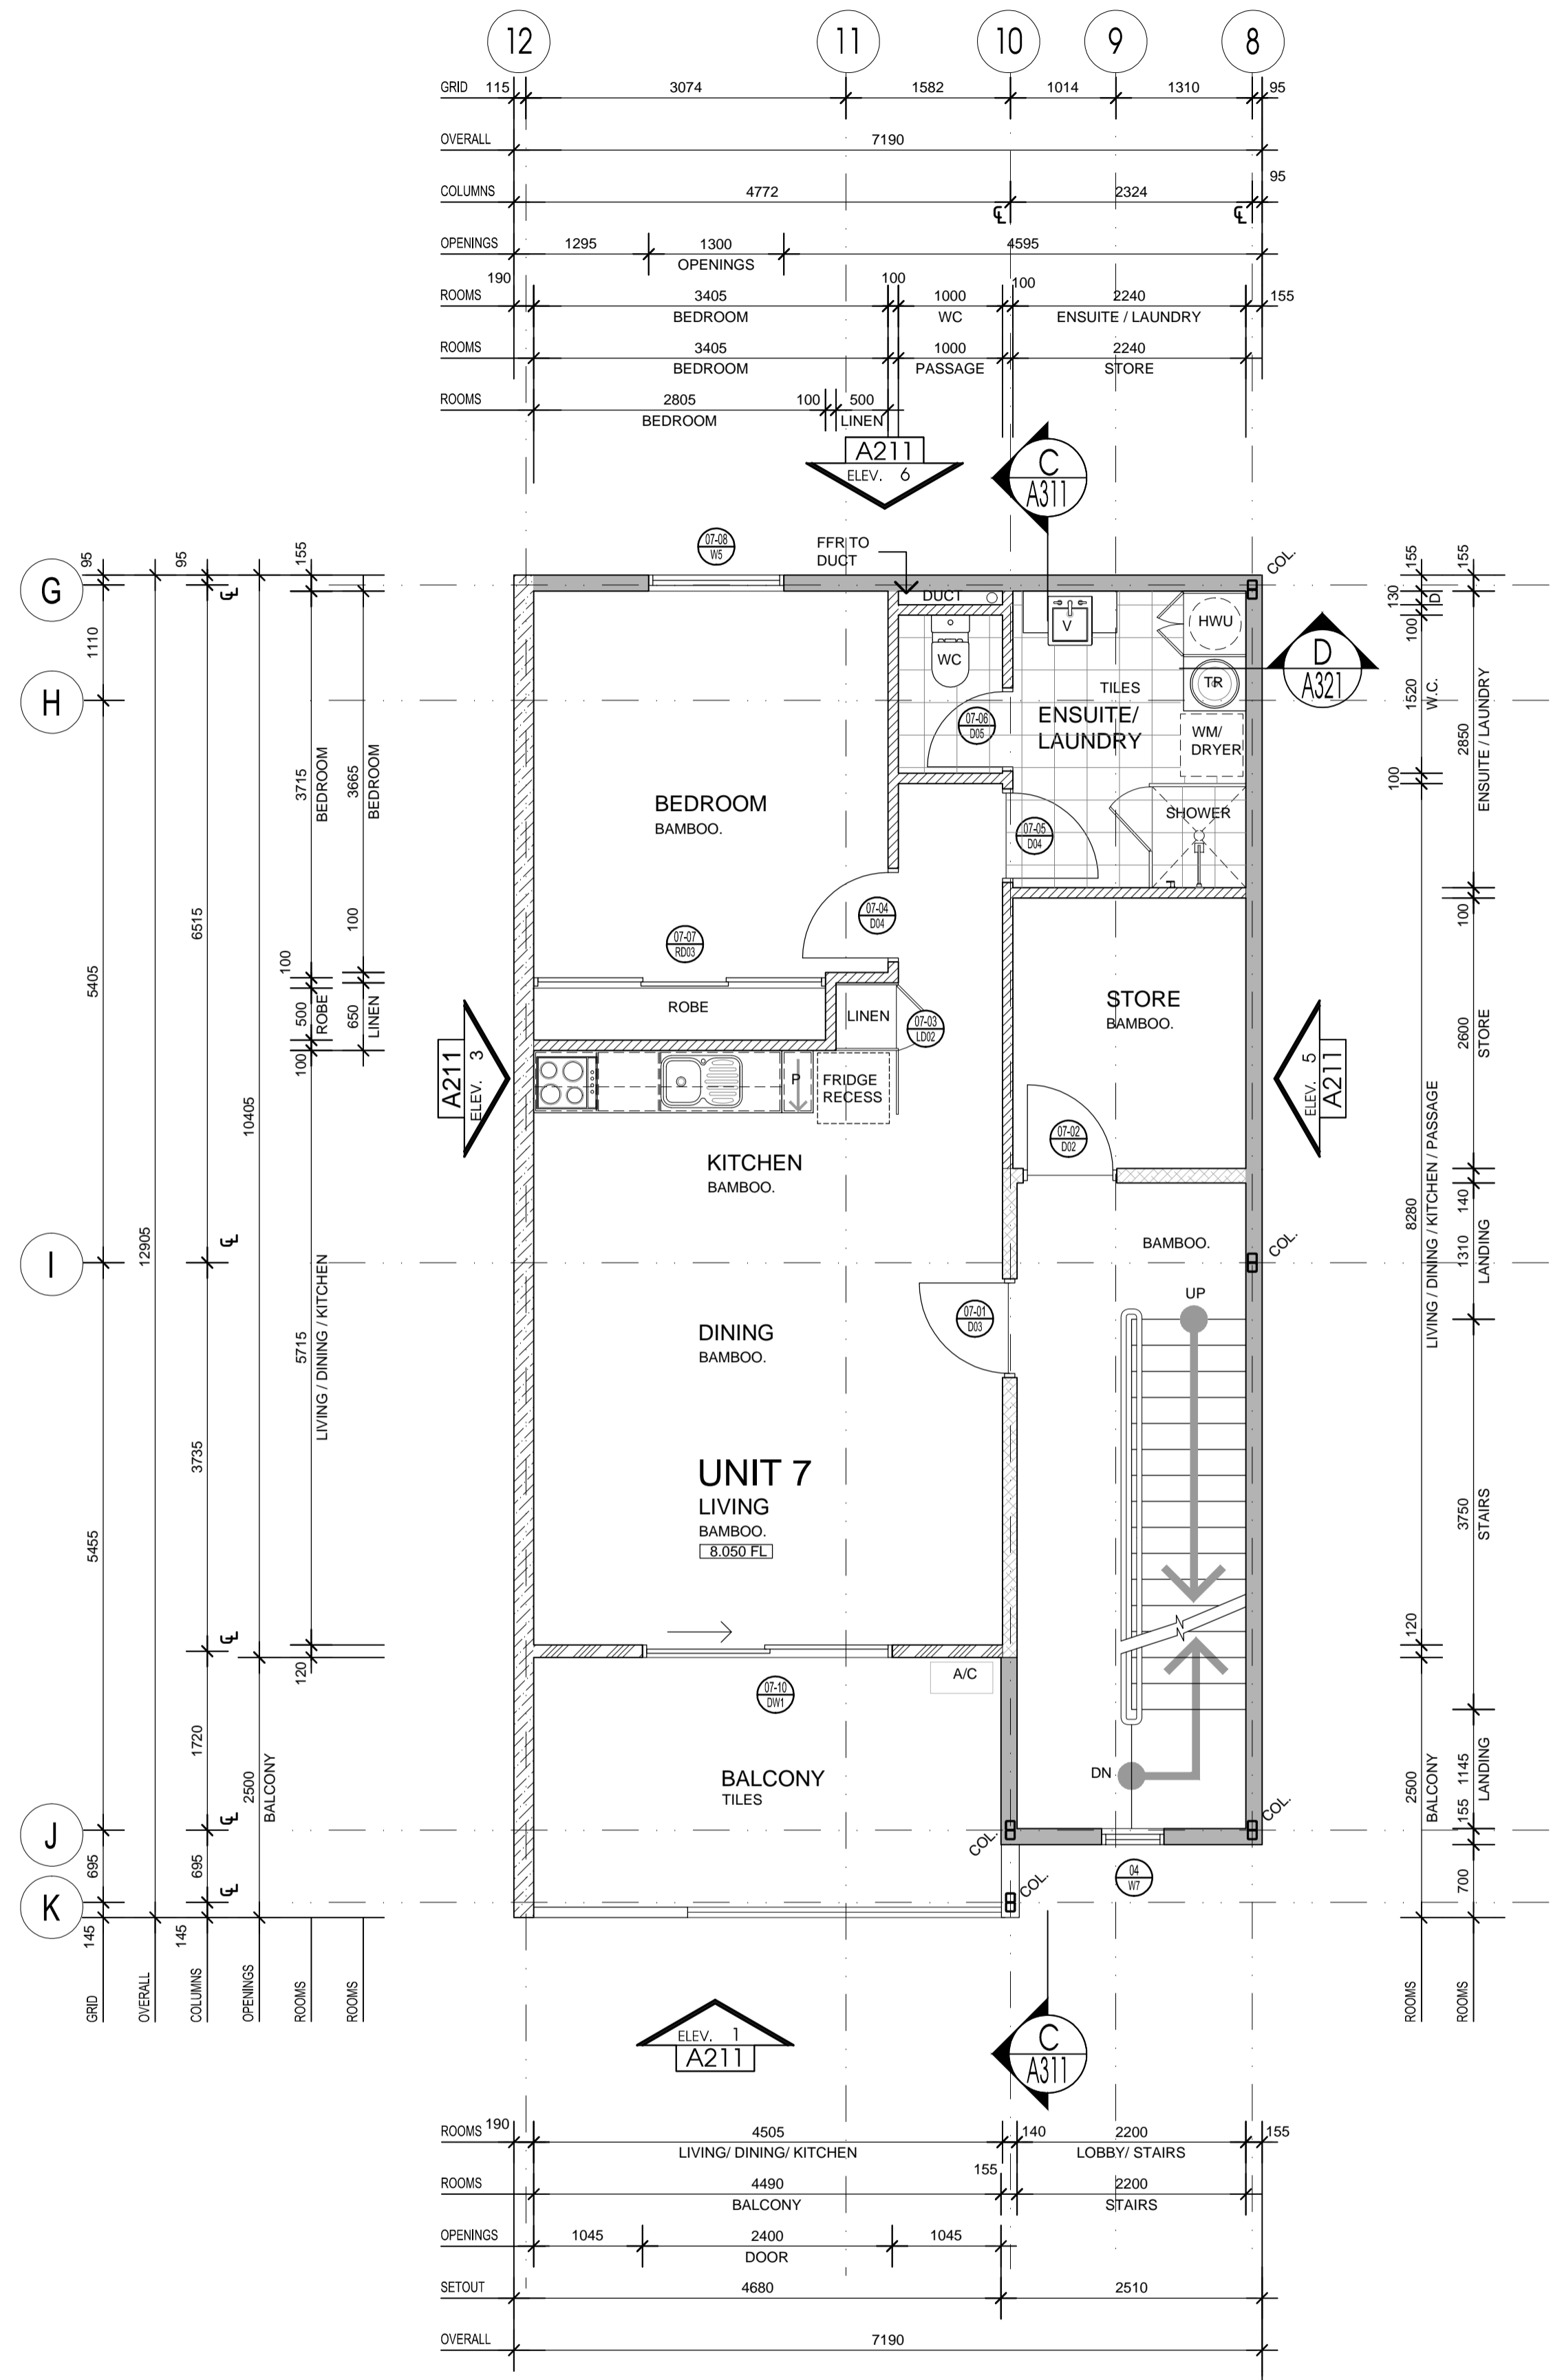 12 11 10 9 8
GRID 115 3074 1582 1014 1310 95
OVERALL 7190
COLUMNS 4772 2324 95
OPENINGS 1295 1300 4595
OPENINGS
ROOMS 190 3405 100 1000 100 2240 155
BEDROOM WC ENSUITE / LAUNDRY
ROOMS 3405 1000 2240
BEDROOM PASSAGE STORE
ROOMS 2805 100 500
BEDROOM LINEN
A211
ELEV. 6
C
A311
07-08
W5
FFR TO
DUCT
DUCT
COL.
G
H
I
J
K
95
1110
5405
5455
695
145
GRID
12905
OVERALL
95
6515
3735
1720
695
145
COLUMNS
10405
2500
BALCONY
OPENINGS
155
3715
BEDROOM
100
500
ROBE
100
5715
LIVING / DINING / KITCHEN
120
ROOMS
3665
BEDROOM
100
650
LINEN
ROOMS
V
HWU
WC
TR
TILES
ENSUITE/
LAUNDRY
WM/
DRYER
07-06
D05
D
A321
SHOWER
07-05
D04
BEDROOM
BAMBOO.
07-04
D04
07-07
RD03
ROBE
LINEN
07-03
LD02
STORE
BAMBOO.
A211
ELEV. 3
P
FRIDGE
RECESS
07-02
D02
ELEV. 5
A211
KITCHEN
BAMBOO.
BAMBOO.
COL.
UP
07-01
D03
DINING
BAMBOO.
UNIT 7
LIVING
BAMBOO.
8.050 FL
A/C
07-10
DW1
BALCONY
TILES
DN
COL.
COL.
COL.
04
W7
155
130
D
100
1520
W.C.
100
8280
LIVING / DINING / KITCHEN / PASSAGE
120
2500
BALCONY
ROOMS
155
2850
ENSUITE / LAUNDRY
100
2600
STORE
140
1310
LANDING
3750
STAIRS
1145
LANDING
155
700
ROOMS
ELEV. 1
A211
C
A311
ROOMS 190 4505 140 2200 155
LIVING/ DINING/ KITCHEN LOBBY/ STAIRS
ROOMS 4490 155 2200
BALCONY STAIRS
OPENINGS 1045 2400 1045
DOOR
SETOUT 4680 2510
OVERALL 7190